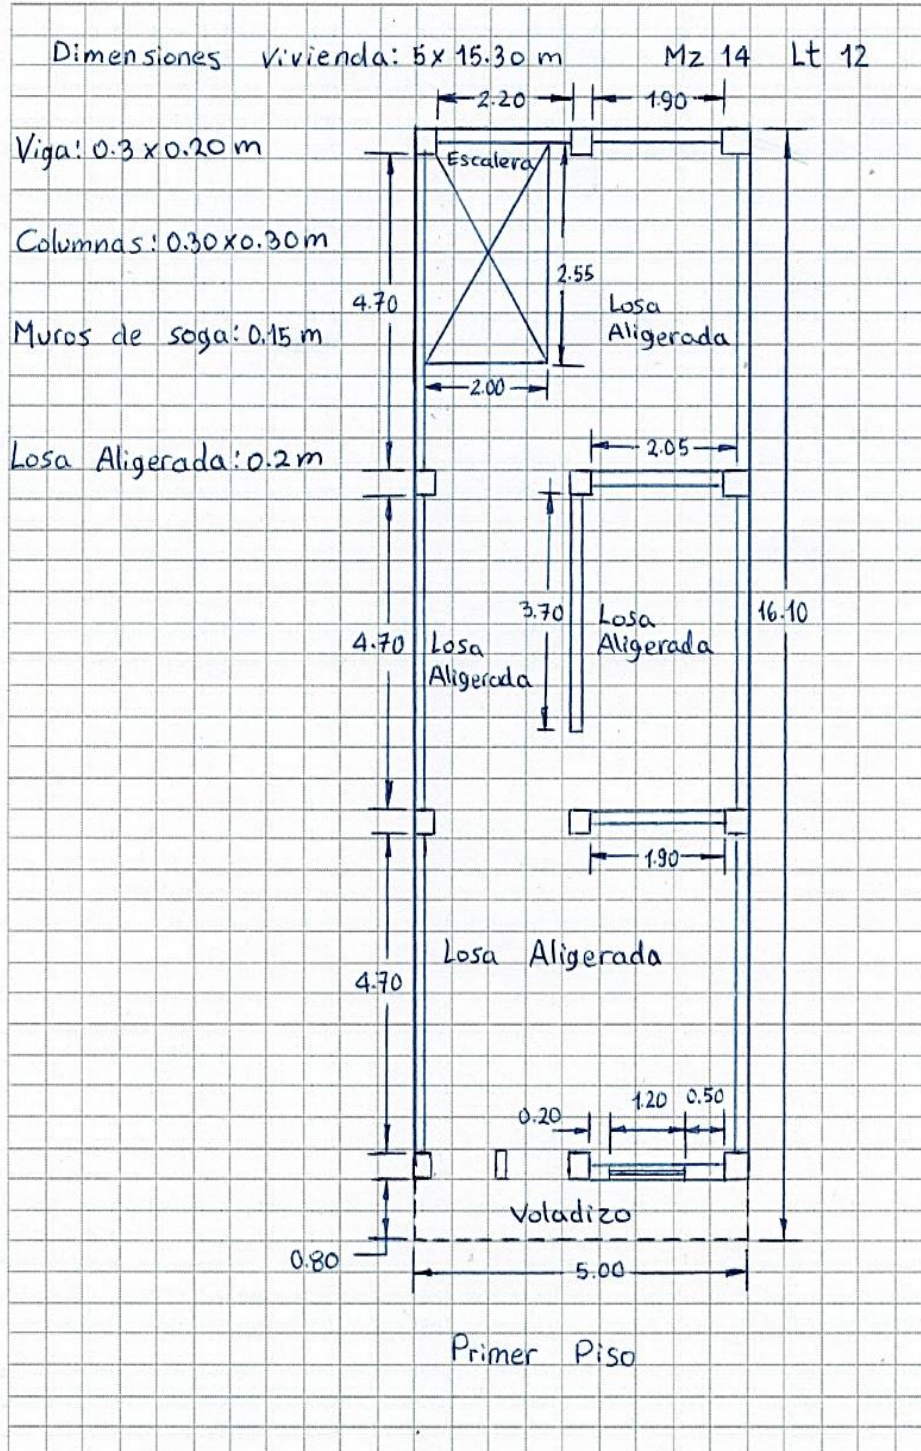 Dimensiones Vivienda: 5x 15.30 m Mz 14 Lt 12
2.20 1.90
Viga: 0.3 x 0.20 m
Escalera
Columnas: 0.30x0.30m
2.55
4.70
Losa
Aligerada
Muros de soga: 0.15 m
2.00
2.05
Losa Aligerada: 0.2m
3.70
Losa
Aligerada
16.10
4.70
Losa
Aligerada
1.90
Losa Aligerada
4.70
0.20 1.20 0.50
Voladizo
0.80
5.00
Primer Piso